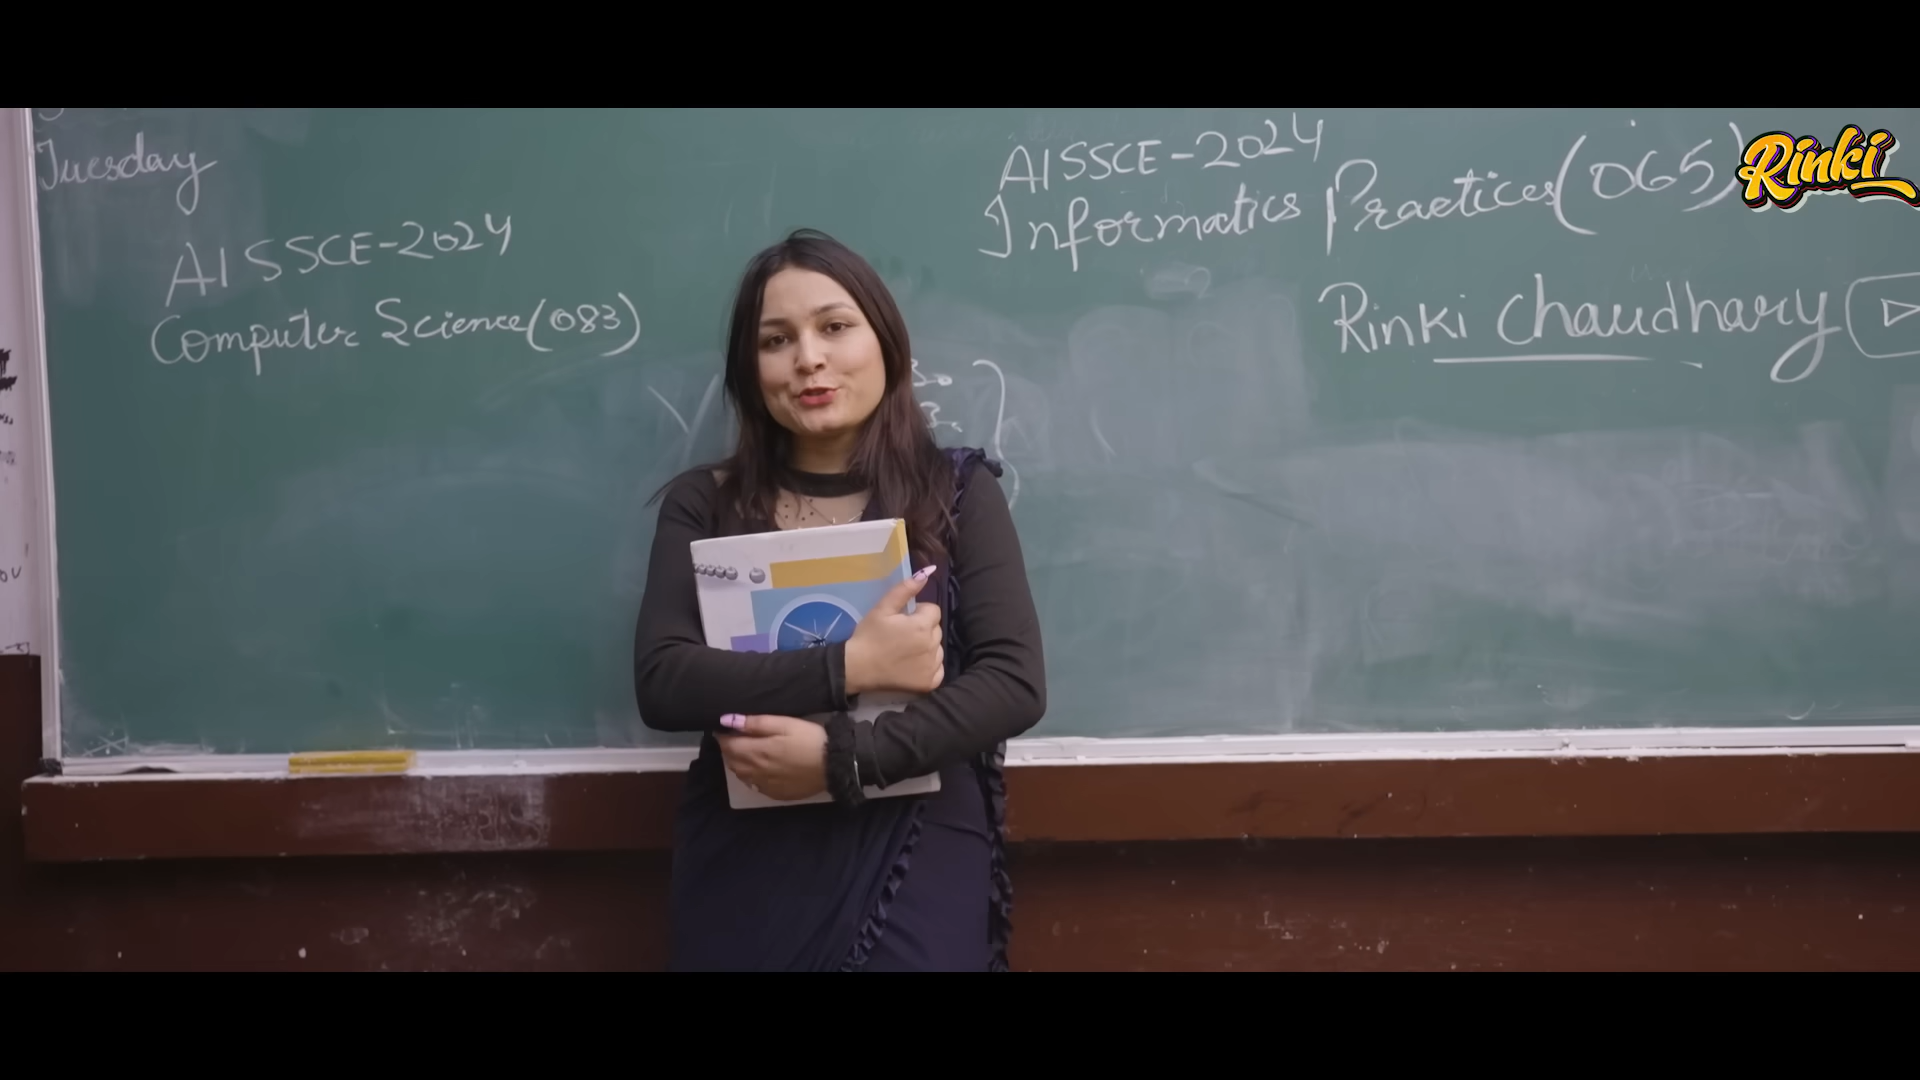 Tuesday
AISSCE-2024
Computer Science(083)
AISSCE-2024
Informatics Practices(065)
Rinki Chaudhary
Rinki